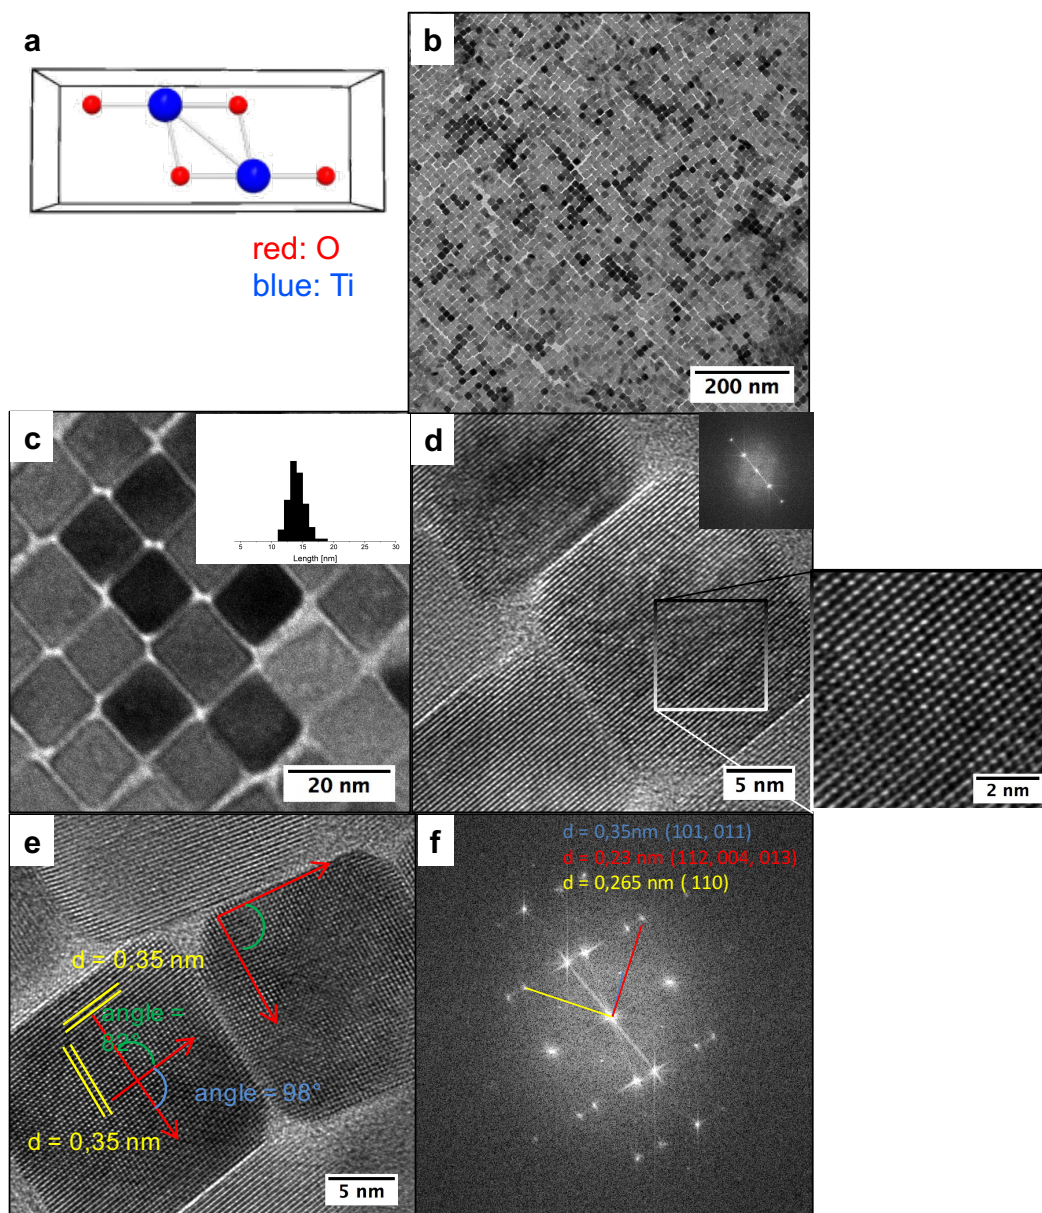 a
red: O
blue: Ti
b
200 nm
c
5
10
15
20
25
30
Length [nm]
20 nm
d
5 nm
2 nm
e
d = 0,35 nm
angle =
82°
angle = 98°
d = 0,35 nm
5 nm
f
d = 0,35nm (101, 011)
d = 0,23 nm (112, 004, 013)
d = 0,265 nm ( 110)